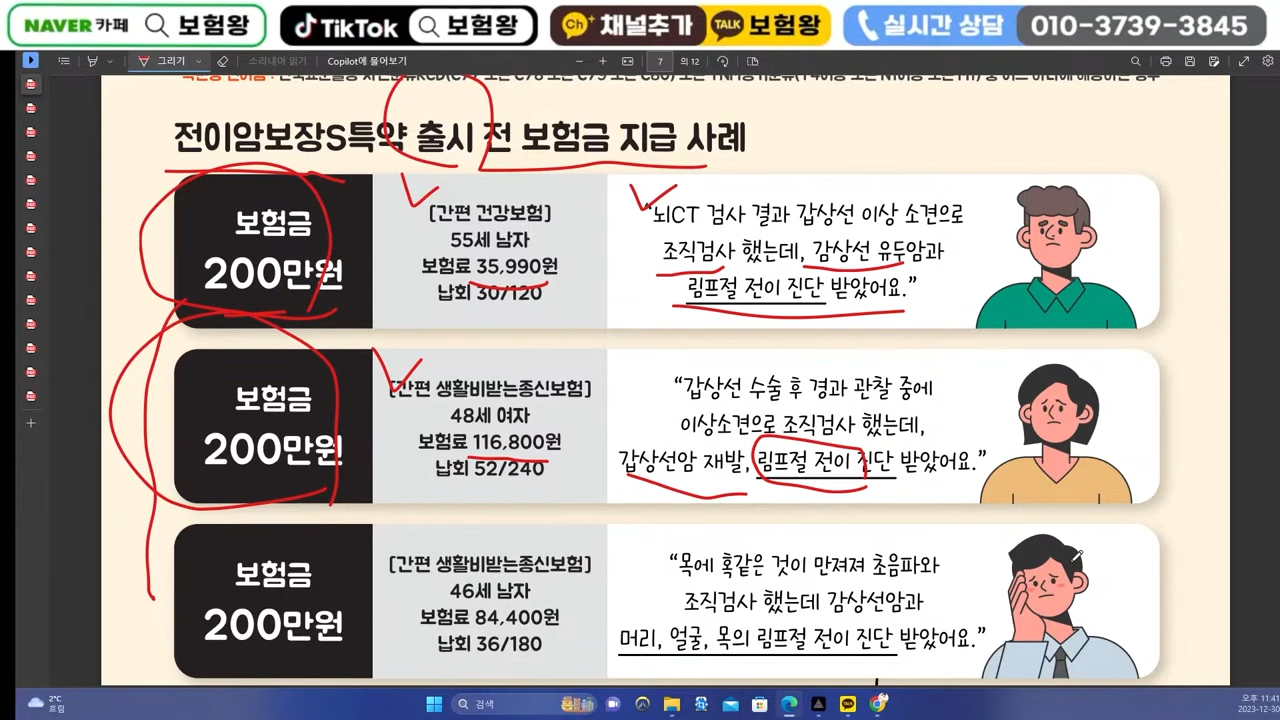 NAVER 카페 보험왕 TikTok 보험왕 Ch+ 채널추가 TALK 보험왕 실시간 상담 010-3739-3845
그리기 소리내어 읽기 Copilot에 물어보기 7 의 12
전이암보장S특약 출시 전 보험금 지급 사례
보험금
200만원
[간편 건강보험]
55세 남자
보험료 35,990원
납회 30/120
“뇌CT 검사 결과 갑상선 이상 소견으로
조직검사 했는데, 감상선 유두암과
림프절 전이 진단 받았어요.”
보험금
200만원
[간편 생활비받는종신보험]
48세 여자
보험료 116,800원
납회 52/240
“갑상선 수술 후 경과 관찰 중에
이상소견으로 조직검사 했는데,
갑상선암 재발, 림프절 전이 진단 받았어요.”
보험금
200만원
[간편 생활비받는종신보험]
46세 남자
보험료 84,400원
납회 36/180
“목에 혹같은 것이 만져져 초음파와
조직검사 했는데 감상선암과
머리, 얼굴, 목의 림프절 전이 진단 받았어요.”
2°C
흐림
검색
오후 11:41
2023-12-30